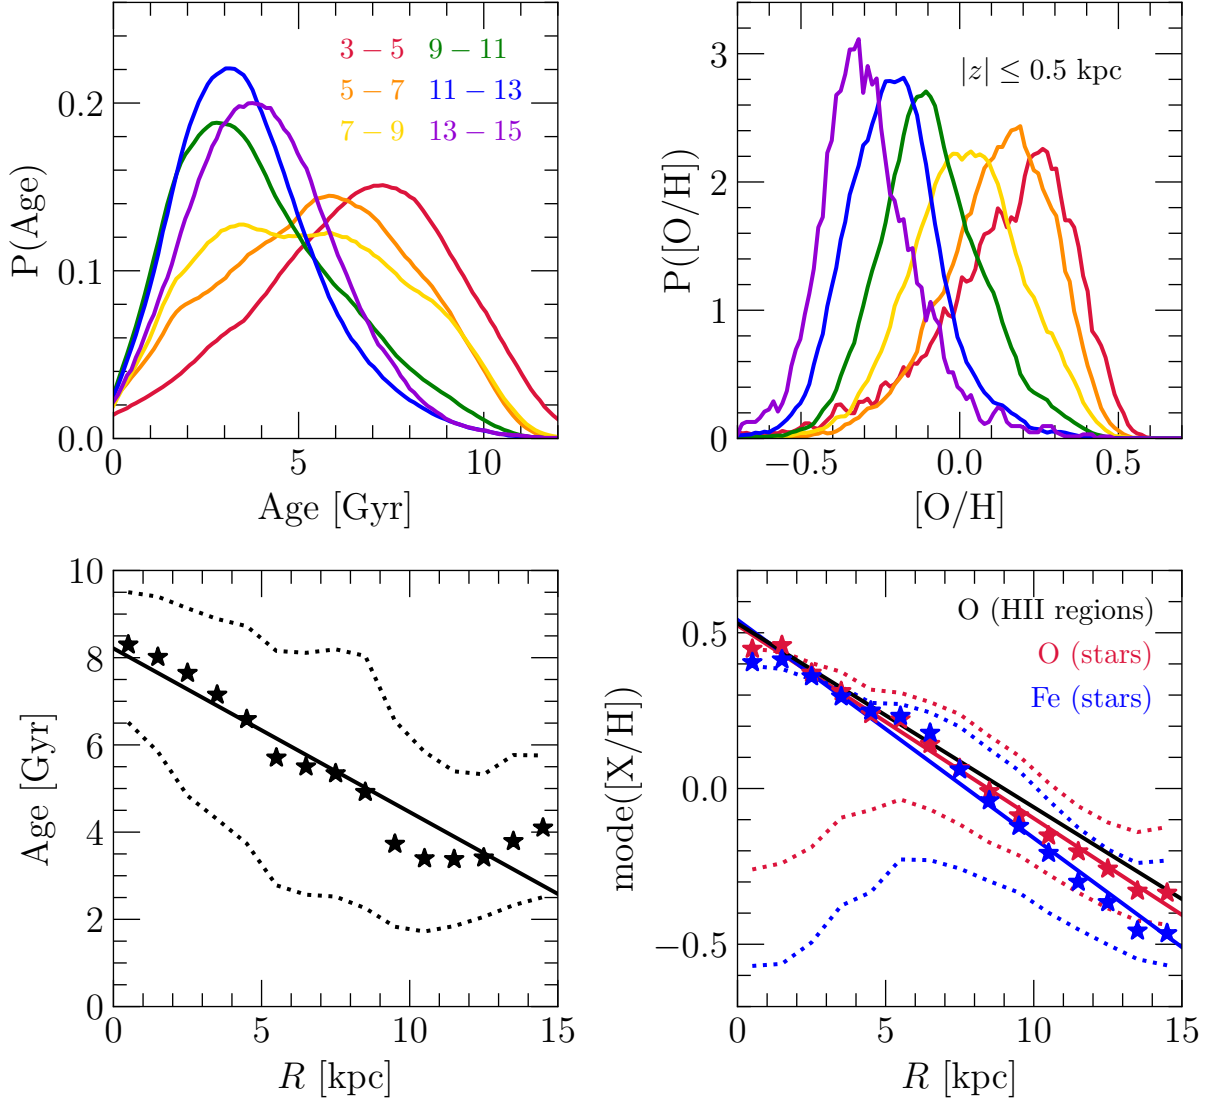 P(Age)
0.2
0.1
0.0
3 – 5 9 – 11
5 – 7 11 – 13
7 – 9 13 – 15
0 5 10
Age [Gyr]
P([O/H])
3
2
1
0
|z| ≤ 0.5 kpc
−0.5 0.0 0.5
[O/H]
Age [Gyr]
10
8
6
4
2
0
0 5 10 15
R [kpc]
mode([X/H])
0.5
0.0
−0.5
O (HII regions)
O (stars)
Fe (stars)
0 5 10 15
R [kpc]